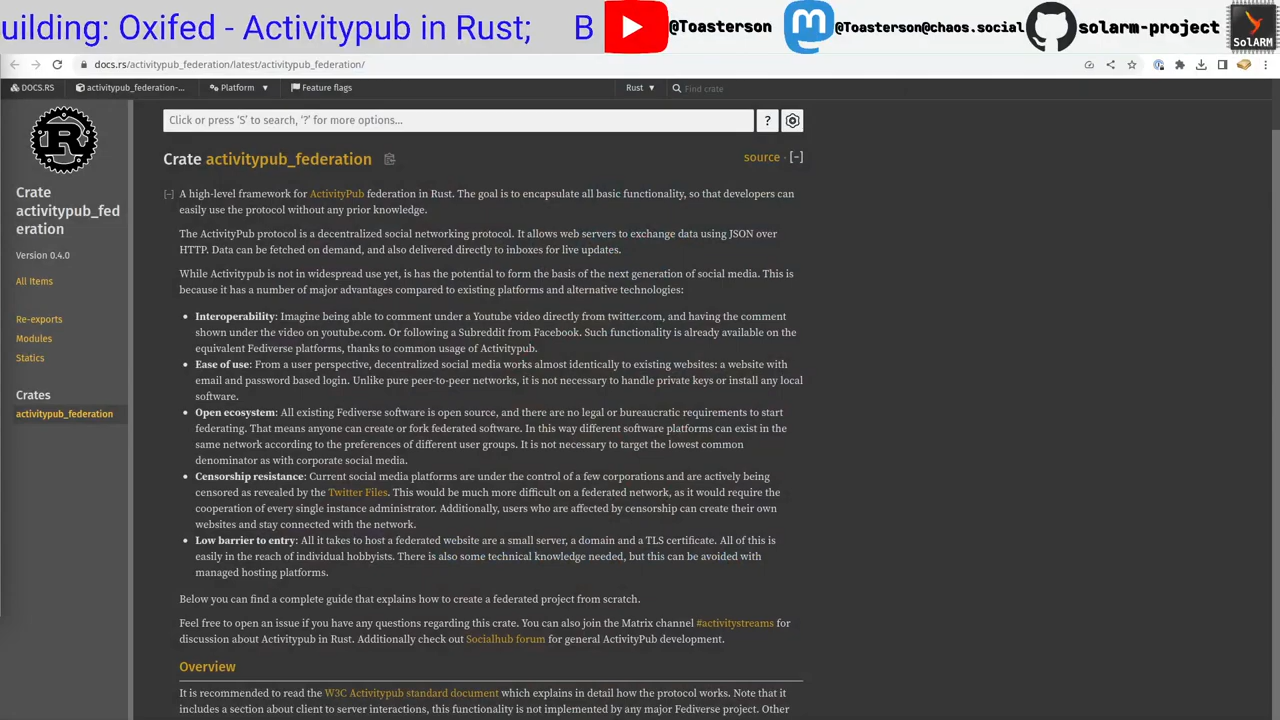 uilding: Oxifed - Activitypub in Rust; B
@Toasterson
@Toasterson@chaos.social
solarm-project
SolARM
docs.rs/activitypub_federation/latest/activitypub_federation/
DOCS.RS
activitypub_federation-...
Platform
Feature flags
Rust
Find crate
Click or press 'S' to search, '?' for more options...
?
Crate activitypub_federation
source · [-]
Crate
activitypub_fed
eration
Version 0.4.0
All Items
Re-exports
Modules
Statics
Crates
activitypub_federation
[-] A high-level framework for ActivityPub federation in Rust. The goal is to encapsulate all basic functionality, so that developers can
easily use the protocol without any prior knowledge.
The ActivityPub protocol is a decentralized social networking protocol. It allows web servers to exchange data using JSON over
HTTP. Data can be fetched on demand, and also delivered directly to inboxes for live updates.
While Activitypub is not in widespread use yet, is has the potential to form the basis of the next generation of social media. This is
because it has a number of major advantages compared to existing platforms and alternative technologies:
• Interoperability: Imagine being able to comment under a Youtube video directly from twitter.com, and having the comment
shown under the video on youtube.com. Or following a Subreddit from Facebook. Such functionality is already available on the
equivalent Fediverse platforms, thanks to common usage of Activitypub.
• Ease of use: From a user perspective, decentralized social media works almost identically to existing websites: a website with
email and password based login. Unlike pure peer-to-peer networks, it is not necessary to handle private keys or install any local
software.
• Open ecosystem: All existing Fediverse software is open source, and there are no legal or bureaucratic requirements to start
federating. That means anyone can create or fork federated software. In this way different software platforms can exist in the
same network according to the preferences of different user groups. It is not necessary to target the lowest common
denominator as with corporate social media.
• Censorship resistance: Current social media platforms are under the control of a few corporations and are actively being
censored as revealed by the Twitter Files. This would be much more difficult on a federated network, as it would require the
cooperation of every single instance administrator. Additionally, users who are affected by censorship can create their own
websites and stay connected with the network.
• Low barrier to entry: All it takes to host a federated website are a small server, a domain and a TLS certificate. All of this is
easily in the reach of individual hobbyists. There is also some technical knowledge needed, but this can be avoided with
managed hosting platforms.
Below you can find a complete guide that explains how to create a federated project from scratch.
Feel free to open an issue if you have any questions regarding this crate. You can also join the Matrix channel #activitystreams for
discussion about Activitypub in Rust. Additionally check out Socialhub forum for general ActivityPub development.
Overview
It is recommended to read the W3C Activitypub standard document which explains in detail how the protocol works. Note that it
includes a section about client to server interactions, this functionality is not implemented by any major Fediverse project. Other